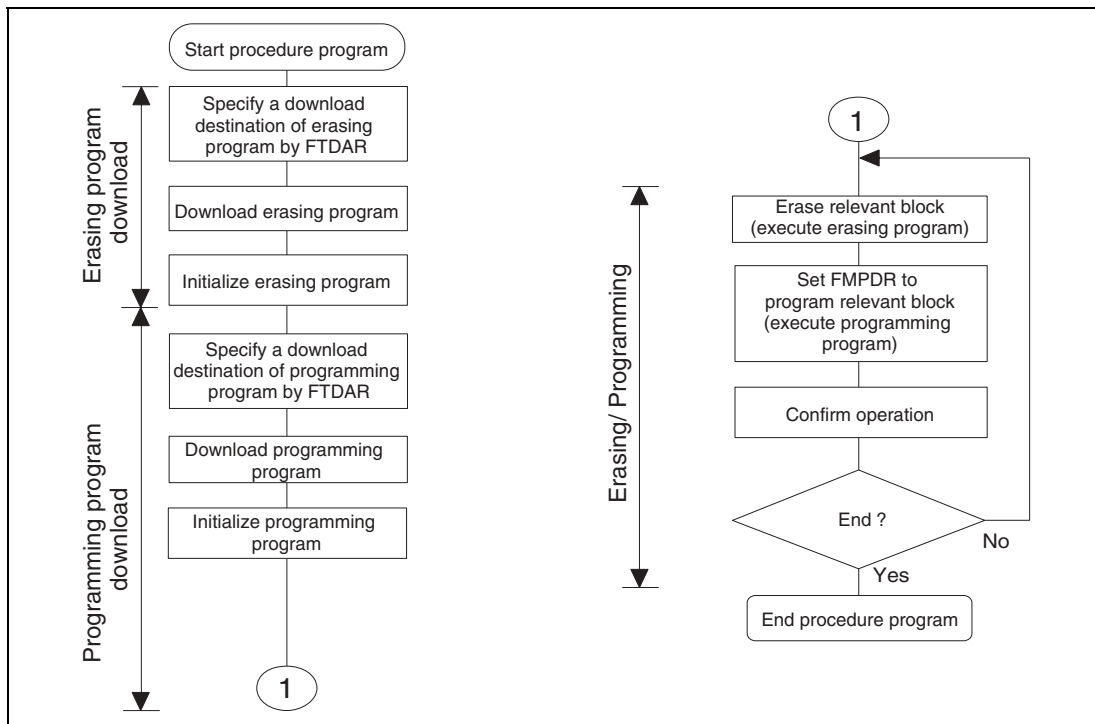 Start procedure program
Erasing program
download
Specify a download
destination of erasing
program by FTDAR
Download erasing program
Initialize erasing program
Programming program
download
Specify a download
destination of programming
program by FTDAR
Download programming
program
Initialize programming
program
1
1
Erasing/ Programming
Erase relevant block
(execute erasing program)
Set FMPDR to
program relevant block
(execute programming
program)
Confirm operation
End ?
No
Yes
End procedure program